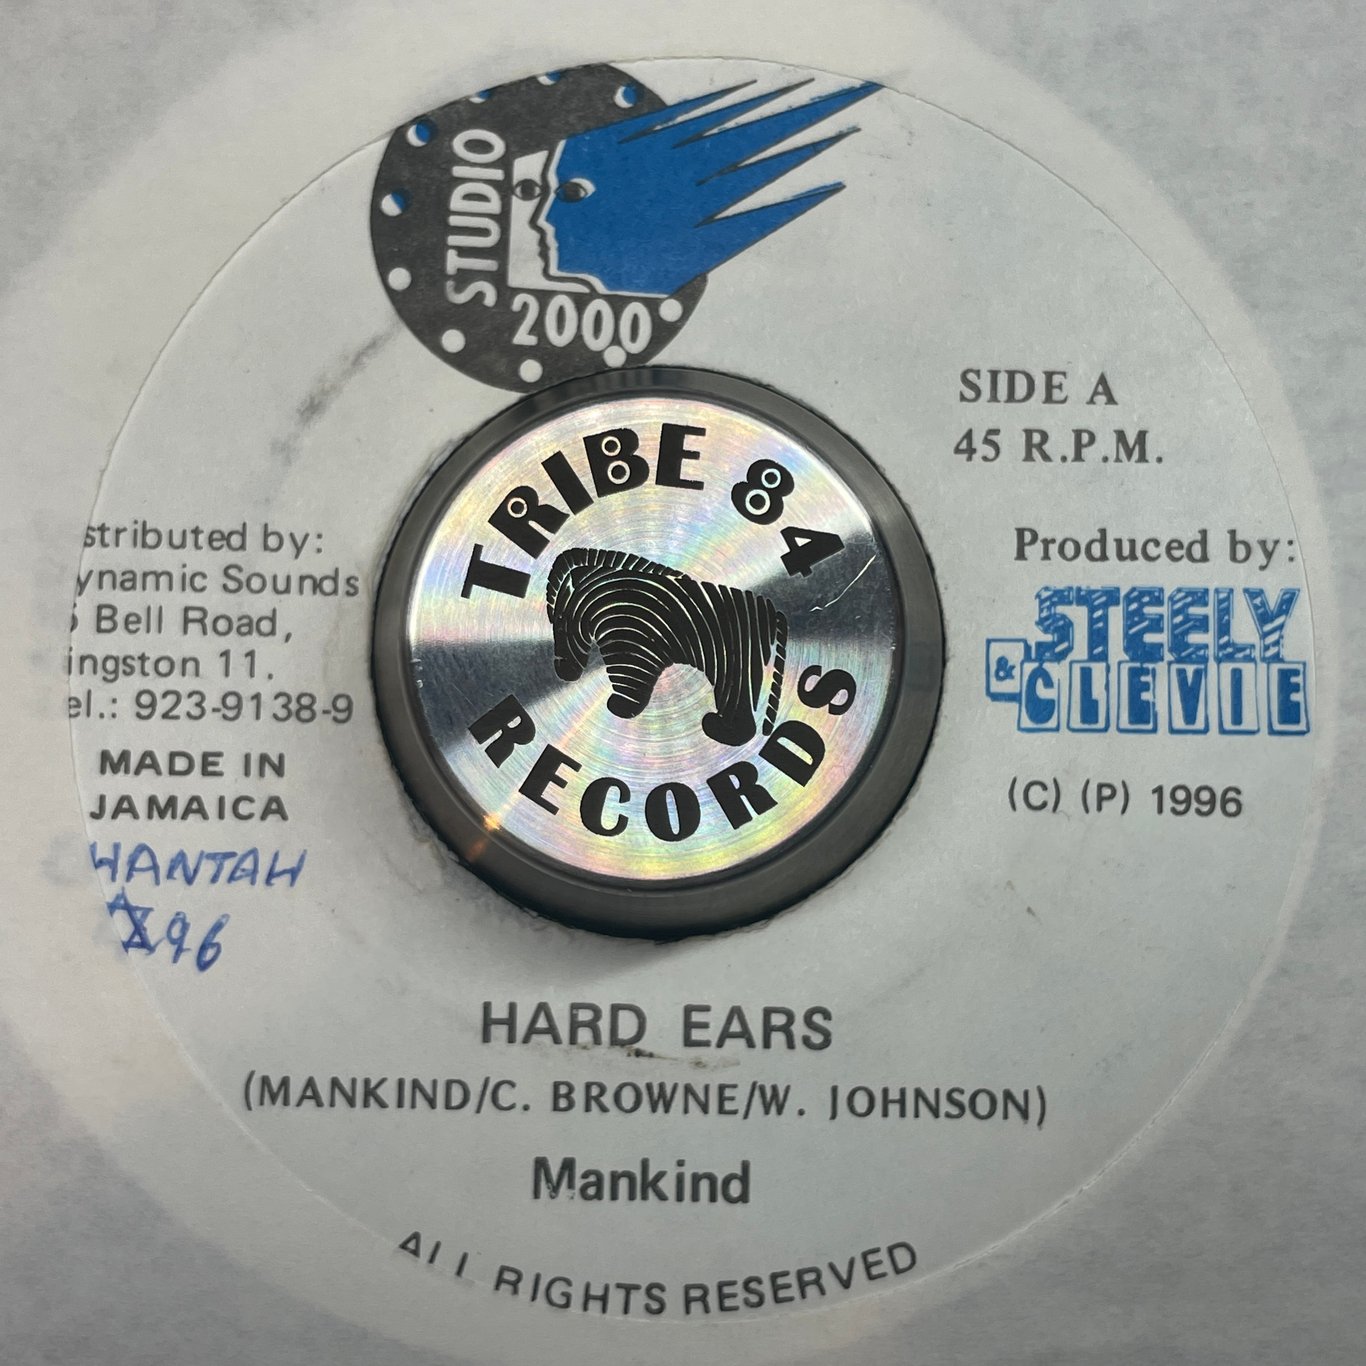 STUDIO
2000
SIDE A
45 R.P.M.
stributed by:
ynamic Sounds
Bell Road,
ingston 11.
el.: 923-9138-9
MADE IN
JAMAICA
Produced by:
STEELY
& CLEVIE
(C) (P) 1996
TRIBE 84
RECORDS
HARD EARS
(MANKIND/C. BROWNE/W. JOHNSON)
Mankind
ALL RIGHTS RESERVED